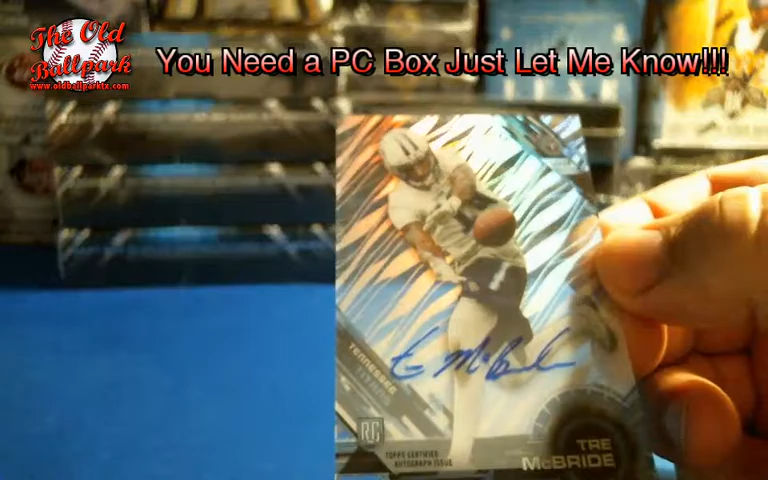 The Old
Ballpark
www.oldballparktx.com
You Need a PC Box Just Let Me Know!!!
TENNESSEE
TITANS
RC
TOPPS CERTIFIED
AUTOGRAPH ISSUE
TRE
McBRIDE